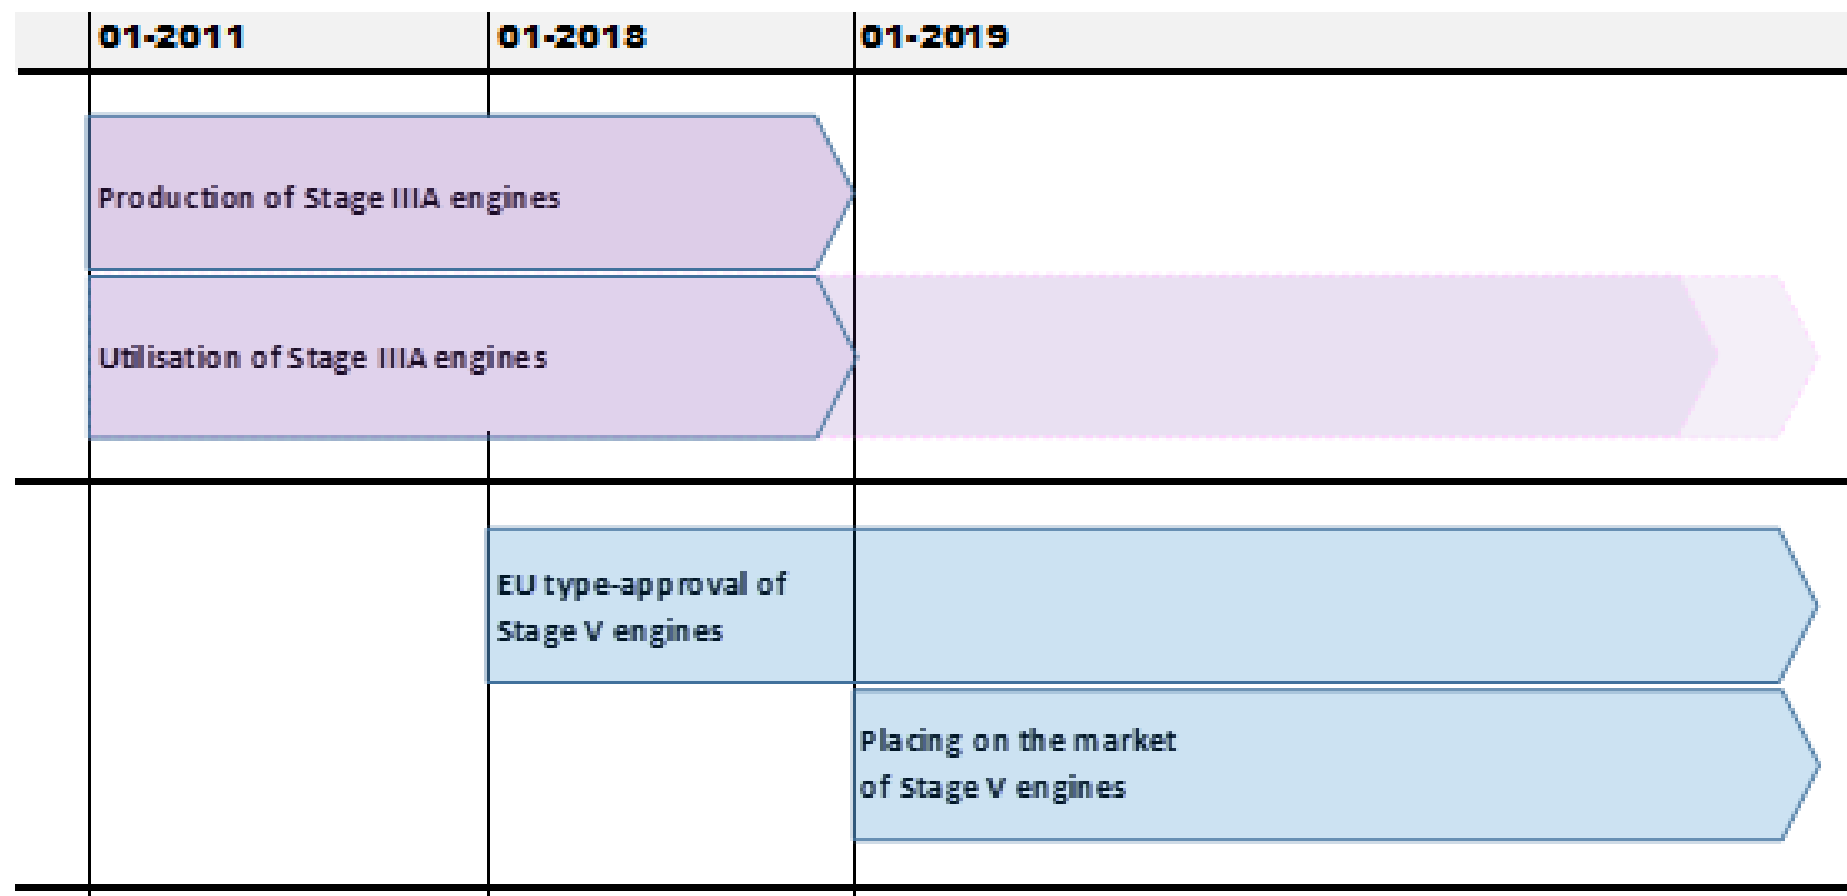 01-2011 01-2018 01-2019
Production of Stage IIIA engines
Utilisation of Stage IIIA engines
EU type-approval of
Stage V engines
Placing on the market
of Stage V engines